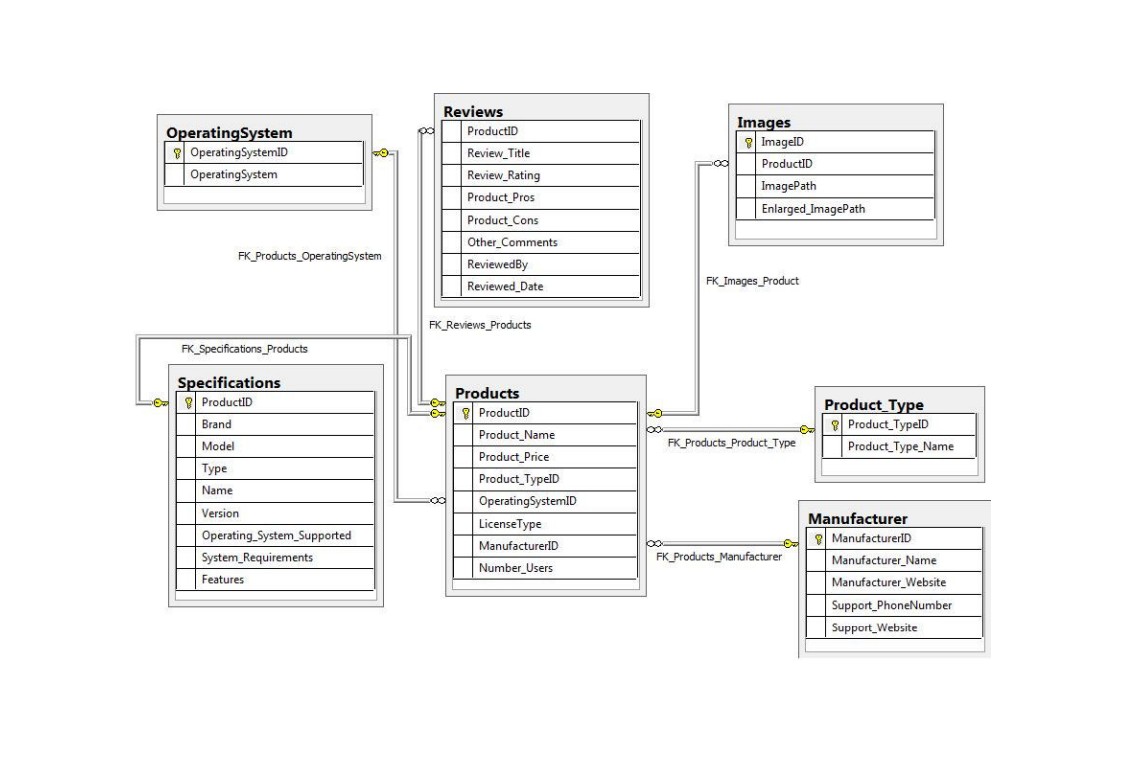 OperatingSystem
OperatingSystemID
OperatingSystem
Reviews
ProductID
Review_Title
Review_Rating
Product_Pros
Product_Cons
Other_Comments
ReviewedBy
Reviewed_Date
Images
ImageID
ProductID
ImagePath
Enlarged_ImagePath
FK_Products_OperatingSystem
FK_Images_Product
FK_Reviews_Products
FK_Specifications_Products
Specifications
ProductID
Brand
Model
Type
Name
Version
Operating_System_Supported
System_Requirements
Features
Products
ProductID
Product_Name
Product_Price
Product_TypeID
OperatingSystemID
LicenseType
ManufacturerID
Number_Users
Product_Type
Product_TypeID
Product_Type_Name
FK_Products_Product_Type
Manufacturer
ManufacturerID
Manufacturer_Name
Manufacturer_Website
Support_PhoneNumber
Support_Website
FK_Products_Manufacturer